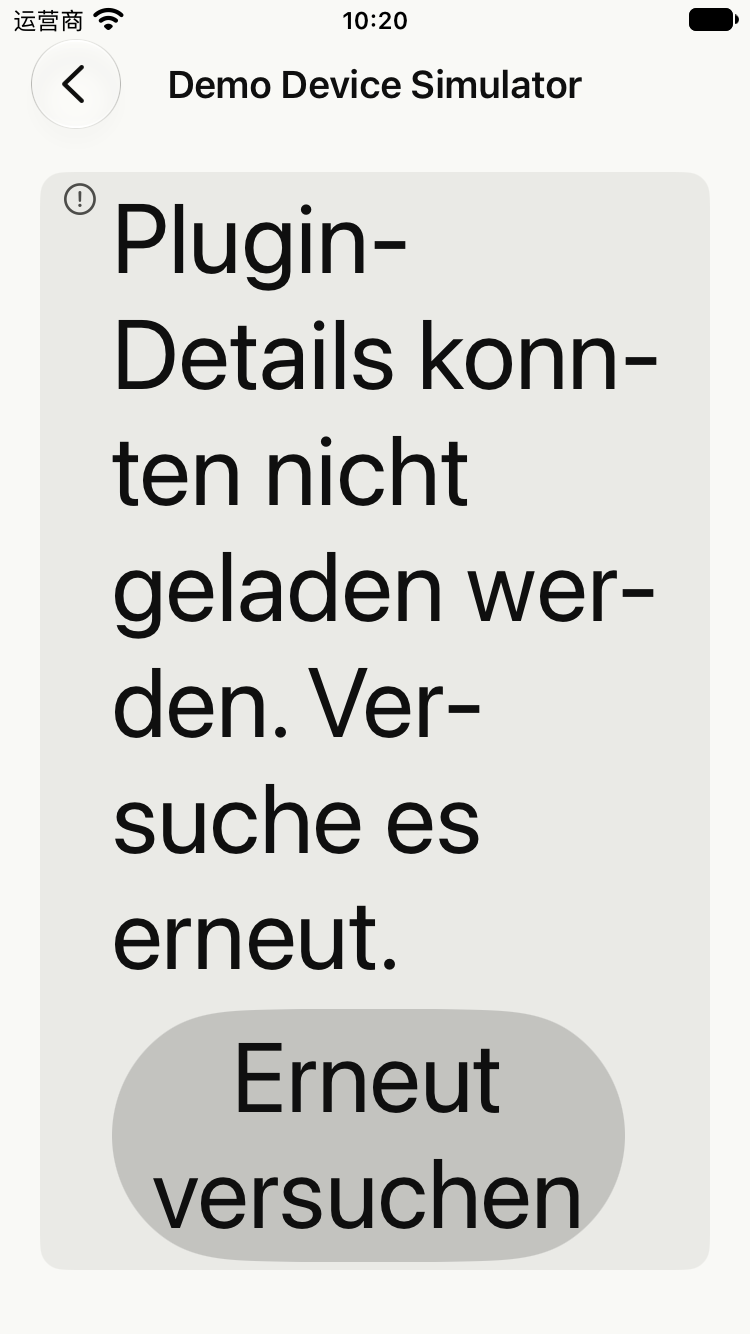 运营商 10:20
Demo Device Simulator
Plugin-
Details konn-
ten nicht
geladen wer-
den. Ver-
suche es
erneut.
Erneut
versuchen